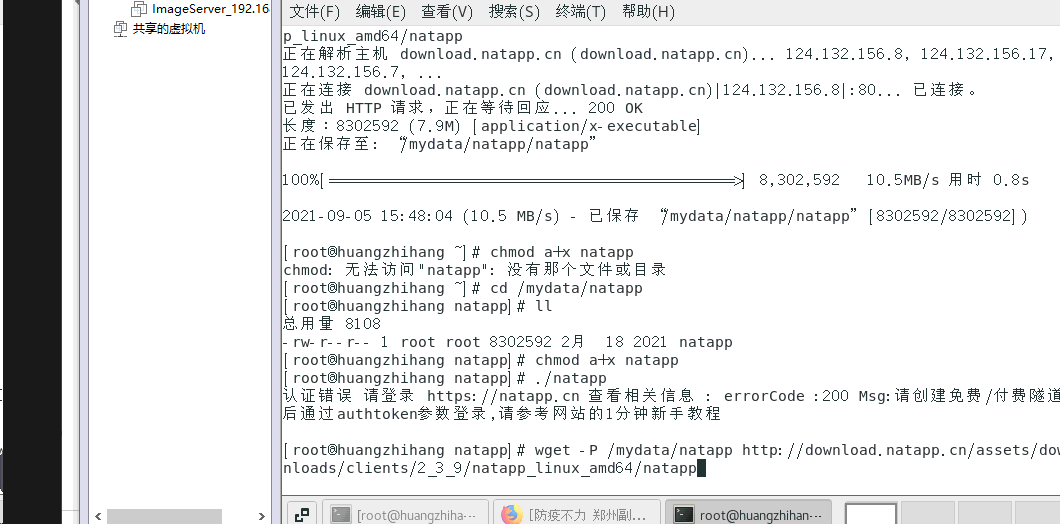 ImageServer_192.16
共享的虚拟机
文件(F) 编辑(E) 查看(V) 搜索(S) 终端(T) 帮助(H)
p_linux_amd64/natapp
正在解析主机 download.natapp.cn (download.natapp.cn)... 124.132.156.8, 124.132.156.17,
124.132.156.7, ...
正在连接 download.natapp.cn (download.natapp.cn)|124.132.156.8|:80... 已连接。
已发出 HTTP 请求，正在等待回应... 200 OK
长度：8302592 (7.9M) [application/x-executable]
正在保存至: “/mydata/natapp/natapp”
100%[======================================>] 8,302,592 10.5MB/s 用时 0.8s
2021-09-05 15:48:04 (10.5 MB/s) - 已保存 “/mydata/natapp/natapp” [8302592/8302592])
[root@huangzhihang ~]# chmod a+x natapp
chmod: 无法访问"natapp": 没有那个文件或目录
[root@huangzhihang ~]# cd /mydata/natapp
[root@huangzhihang natapp]# ll
总用量 8108
-rw-r--r-- 1 root root 8302592 2月 18 2021 natapp
[root@huangzhihang natapp]# chmod a+x natapp
[root@huangzhihang natapp]# ./natapp
认证错误 请登录 https://natapp.cn 查看相关信息 : errorCode :200 Msg:请创建免费/付费隧道
后通过authtoken参数登录,请参考网站的1分钟新手教程
[root@huangzhihang natapp]# wget -P /mydata/natapp http://download.natapp.cn/assets/dow
nloads/clients/2_3_9/natapp_linux_amd64/natapp
[root@huangzhiha··· [防疫不力 郑州副... root@huangzhihan···